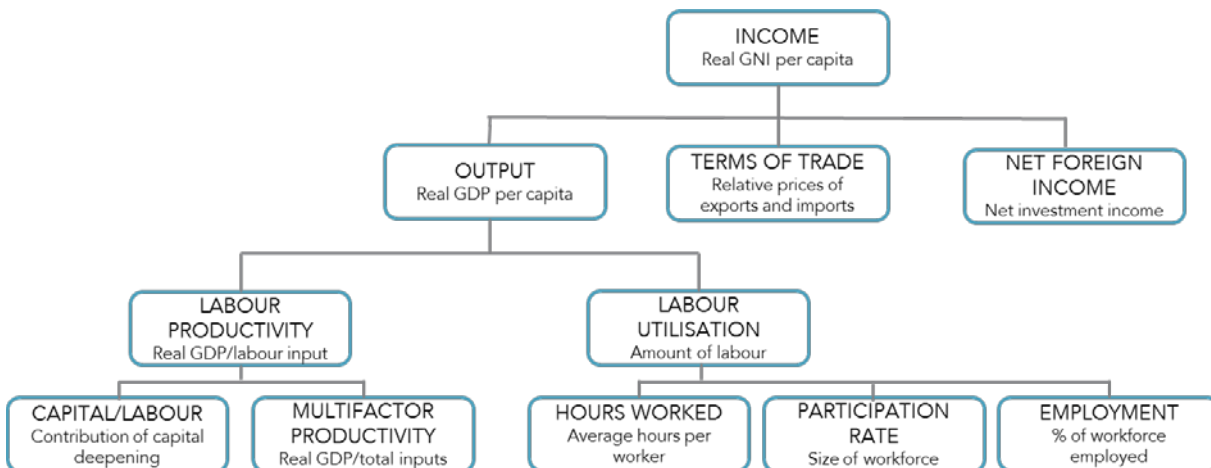 INCOME
Real GNI per capita
OUTPUT
Real GDP per capita
TERMS OF TRADE
Relative prices of
exports and imports
NET FOREIGN
INCOME
Net investment income
LABOUR
PRODUCTIVITY
Real GDP/labour input
LABOUR
UTILISATION
Amount of labour
CAPITAL/LABOUR
Contribution of capital
deepening
MULTIFACTOR
PRODUCTIVITY
Real GDP/total inputs
HOURS WORKED
Average hours per
worker
PARTICIPATION
RATE
Size of workforce
EMPLOYMENT
% of workforce
employed